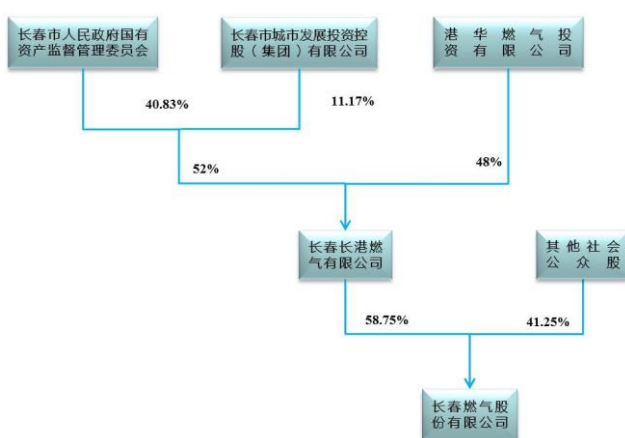 长春市人民政府国有
资产监督管理委员会
长春市城市发展投资控
股（集团）有限公司
港华燃气投
资有限公司
40.83%
11.17%
52%
48%
长春长港燃
气有限公司
其他社会
公众股
58.75%
41.25%
长春燃气股
份有限公司